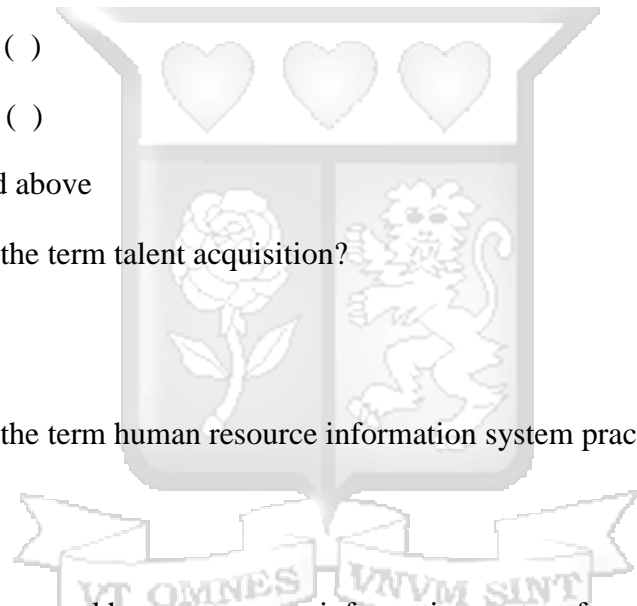 ( )
( )
d above
the term talent acquisition?
the term human resource information system prac
VT OMNES VNVM SINT